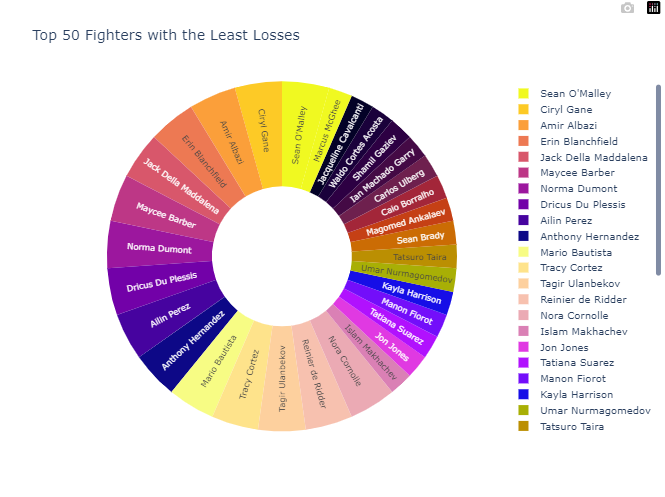 Top 50 Fighters with the Least Losses
Sean O'Malley
Marcus McGhee
Jacqueline Cavalcanti
Waldo Cortes Acosta
Shamil Gaziev
Ian Machado Garry
Carlos Ulberg
Caio Borralho
Magomed Ankalaev
Sean Brady
Tatsuro Taira
Umar Nurmagomedov
Kayla Harrison
Manon Fiorot
Tatiana Suarez
Jon Jones
Islam Makhachev
Nora Cornolle
Reinier de Ridder
Tagir Ulanbekov
Tracy Cortez
Mario Bautista
Anthony Hernandez
Ailin Perez
Dricus Du Plessis
Norma Dumont
Maycee Barber
Jack Della Maddalena
Erin Blanchfield
Amir Albazi
Ciryl Gane
Sean O'Malley
Ciryl Gane
Amir Albazi
Erin Blanchfield
Jack Della Maddalena
Maycee Barber
Norma Dumont
Dricus Du Plessis
Ailin Perez
Anthony Hernandez
Mario Bautista
Tracy Cortez
Tagir Ulanbekov
Reinier de Ridder
Nora Cornolle
Islam Makhachev
Jon Jones
Tatiana Suarez
Manon Fiorot
Kayla Harrison
Umar Nurmagomedov
Tatsuro Taira